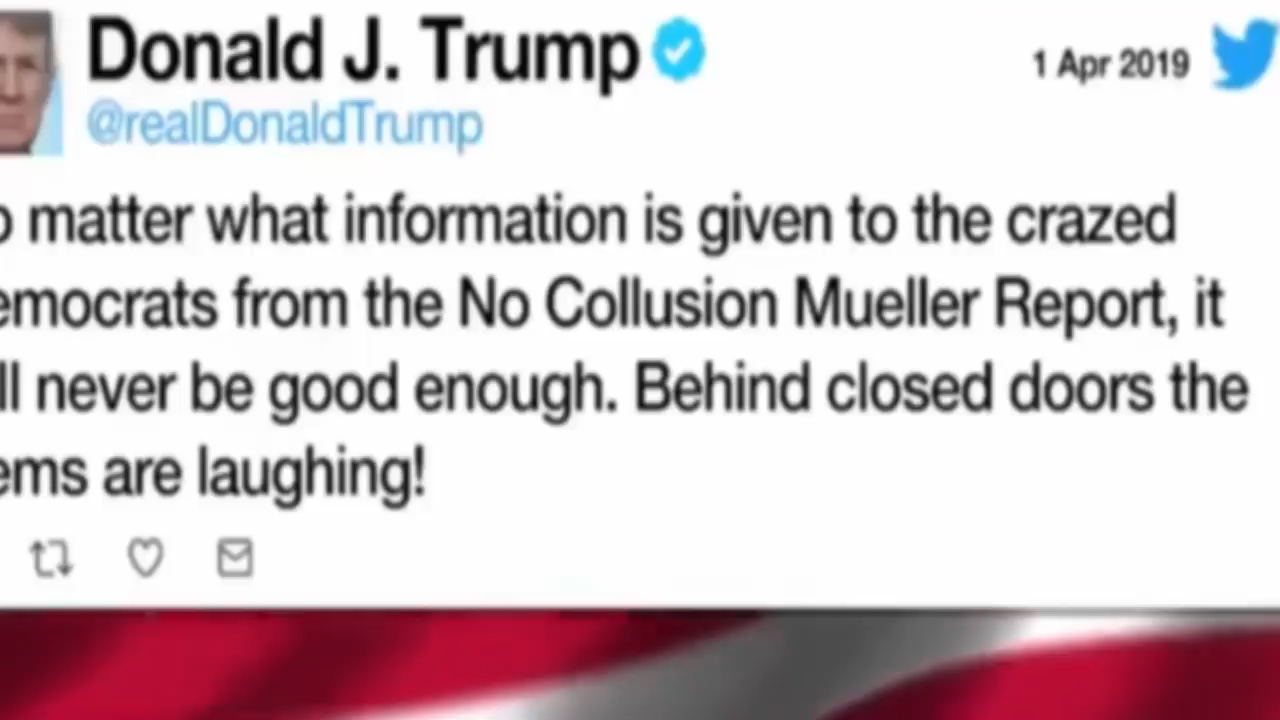 Donald J. Trump
1 Apr 2019
@realDonaldTrump
o matter what information is given to the crazed
emocrats from the No Collusion Mueller Report, it
ll never be good enough. Behind closed doors the
ems are laughing!